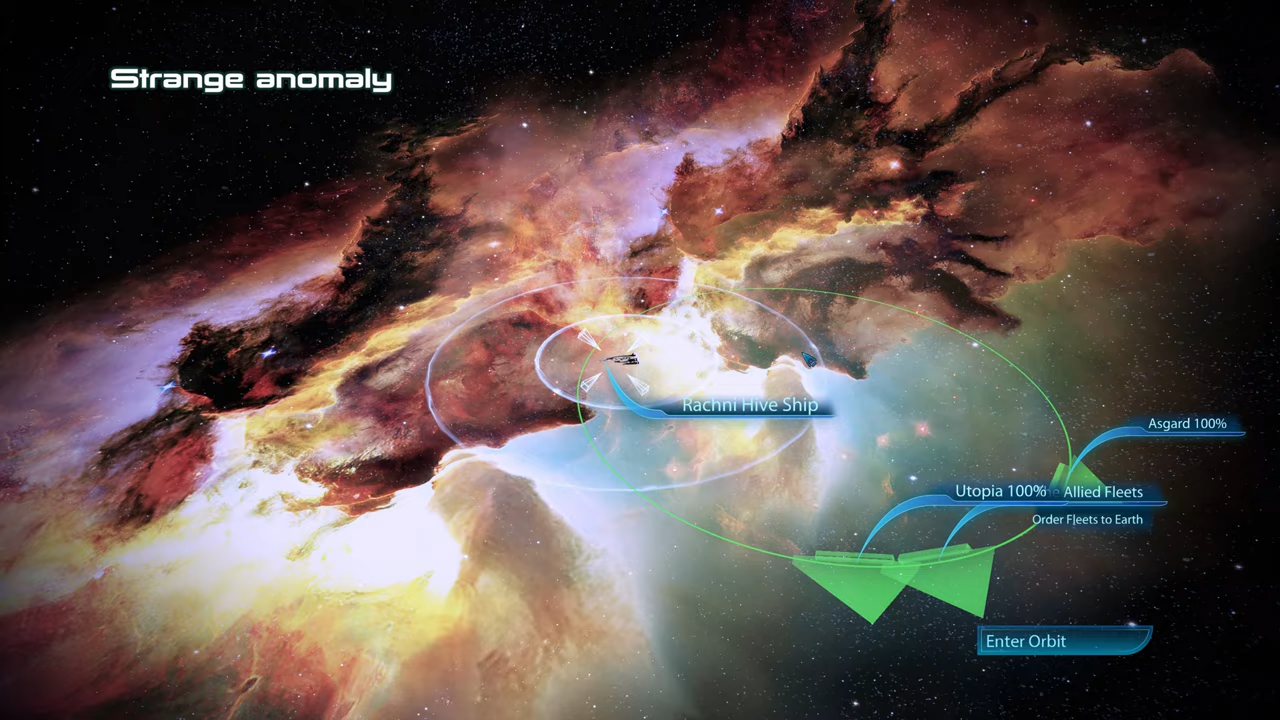 Strange anomaly
Rachni Hive Ship
Asgard 100%
Utopia 100%
Allied Fleets
Order Fleets to Earth
Enter Orbit